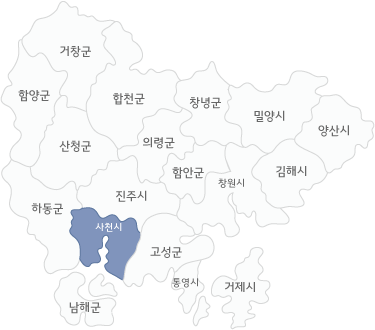 거창군
함양군
합천군
창녕군
밀양시
양산시
산청군
의령군
함안군
창원시
김해시
진주시
하동군
사천시
고성군
통영시
거제시
남해군